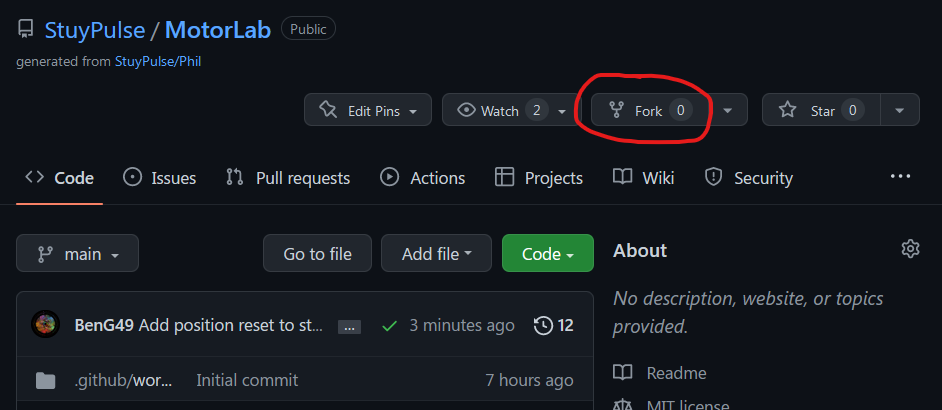 StuyPulse / MotorLab Public
generated from StuyPulse/Phil
Edit Pins Watch 2 Fork 0 Star 0
<> Code Issues Pull requests Actions Projects Wiki Security ...
main Go to file Add file Code
About
No description, website, or topics
provided.
BenG49 Add position reset to st... ... 3 minutes ago 12
.github/wor... Initial commit 7 hours ago
Readme
MIT license